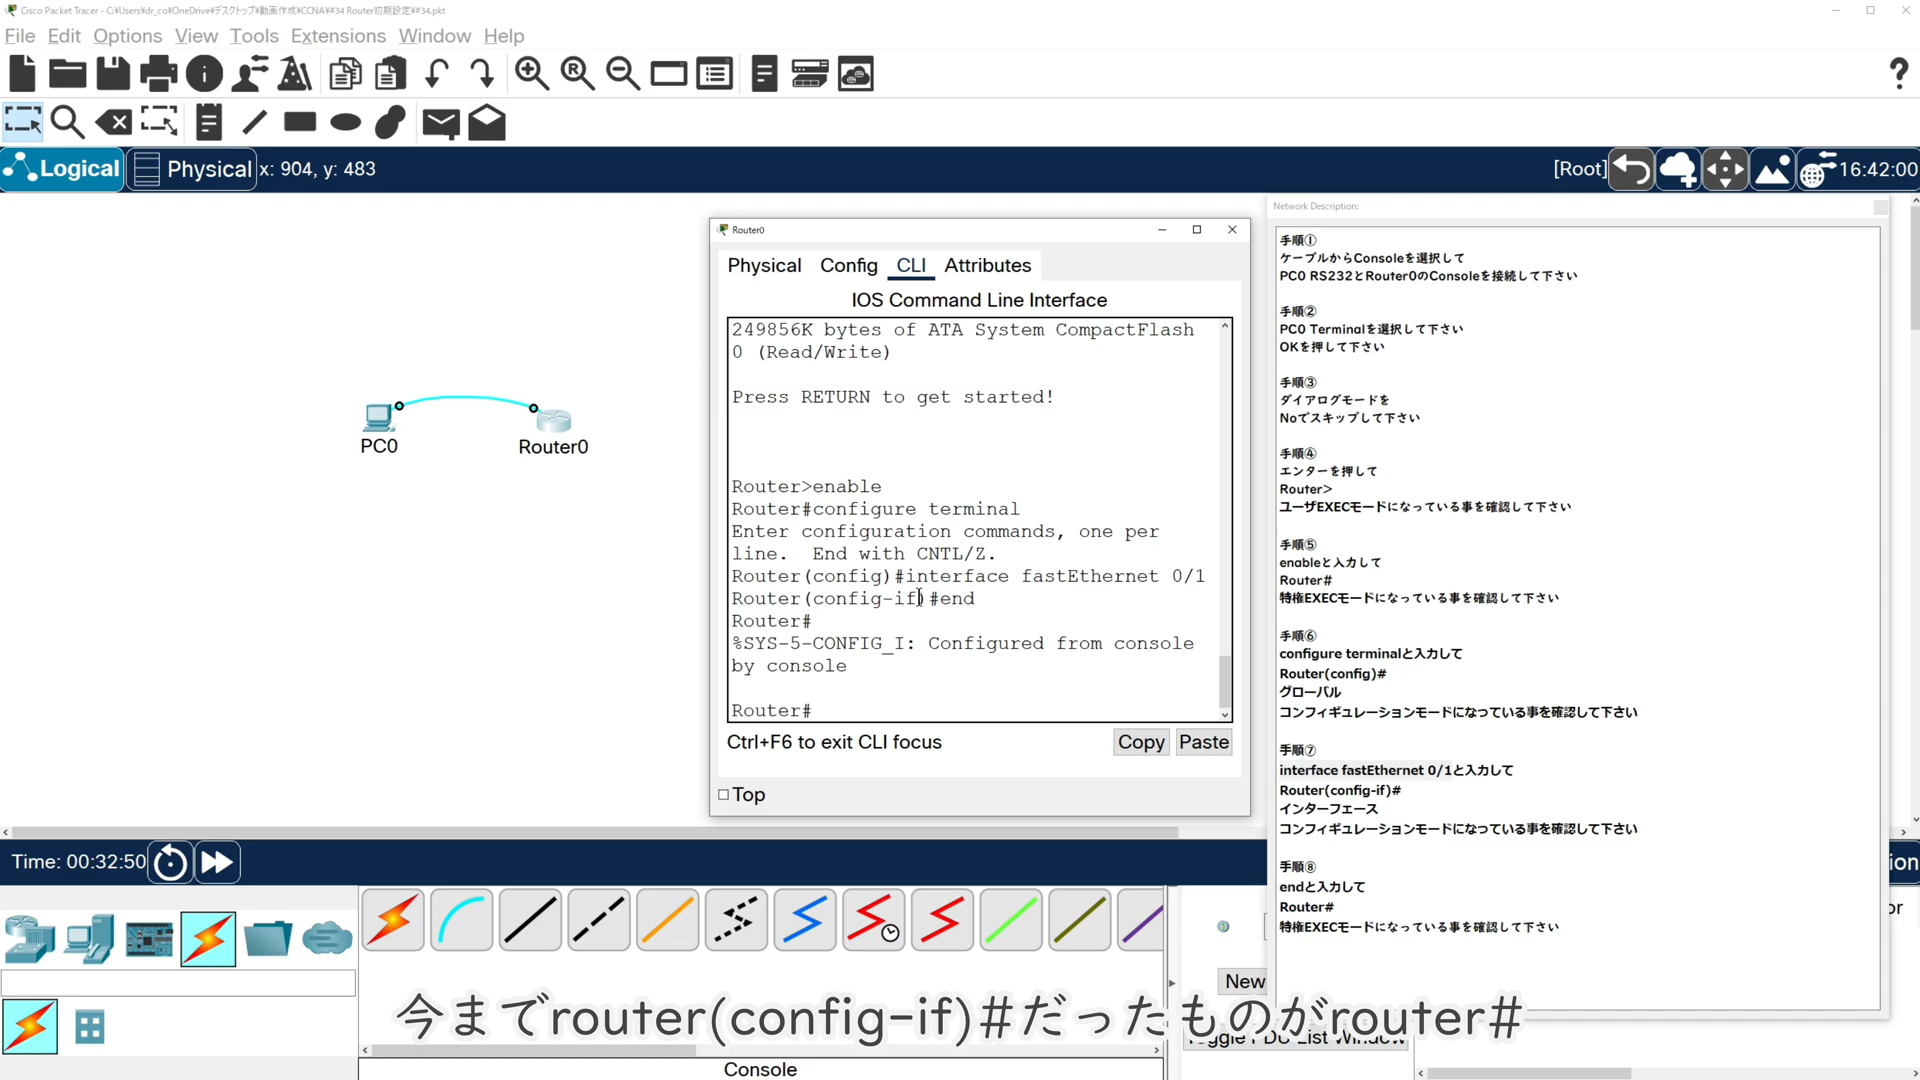 Cisco Packet Tracer - C:¥Users¥dr_co¥OneDrive¥デスクトップ¥動画作成¥CCNA¥#34 Router初期設定¥#34.pkt
File Edit Options View Tools Extensions Window Help
?
Logical
Physical
x: 904, y: 483
[Root]
16:42:00
PC0
Router0
Router0
Physical Config CLI Attributes
IOS Command Line Interface
249856K bytes of ATA System CompactFlash
0 (Read/Write)
Press RETURN to get started!
Router>enable
Router#configure terminal
Enter configuration commands, one per
line.  End with CNTL/Z.
Router(config)#interface fastEthernet 0/1
Router(config-if)#end
Router#
%SYS-5-CONFIG_I: Configured from console
by console
Router#
Ctrl+F6 to exit CLI focus
Copy
Paste
Top
Network Description:
手順①
ケーブルからConsoleを選択して
PC0 RS232とRouter0のConsoleを接続して下さい
手順②
PC0 Terminalを選択して下さい
OKを押して下さい
手順③
ダイアログモードを
Noでスキップして下さい
手順④
エンターを押して
Router>
ユーザEXECモードになっている事を確認して下さい
手順⑤
enableと入力して
Router#
特権EXECモードになっている事を確認して下さい
手順⑥
configure terminalと入力して
Router(config)#
グローバル
コンフィギュレーションモードになっている事を確認して下さい
手順⑦
interface fastEthernet 0/1と入力して
Router(config-if)#
インターフェース
コンフィギュレーションモードになっている事を確認して下さい
手順⑧
endと入力して
Router#
特権EXECモードになっている事を確認して下さい
Time: 00:32:50
New
今までrouter(config-if)#だったものがrouter#
List Window
Console